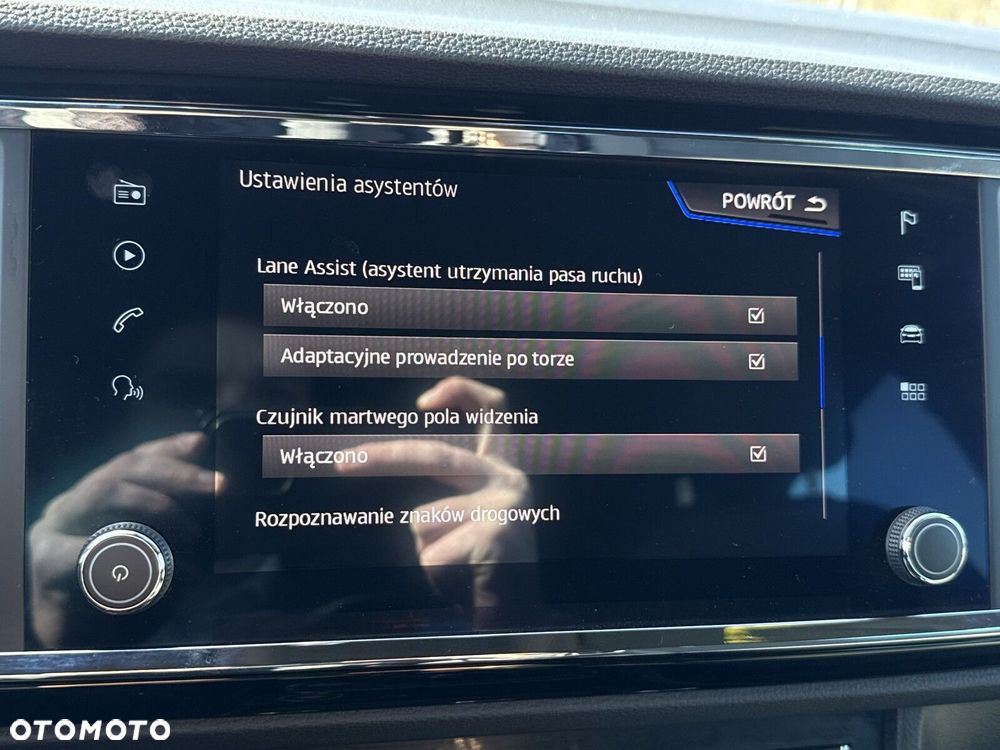 Ustawienia asystentów
POWRÓT
Lane Assist (asystent utrzymania pasa ruchu)
Włączono
Adaptacyjne prowadzenie po torze
Czujnik martwego pola widzenia
Włączono
Rozpoznawanie znaków drogowych
OTOMOTO